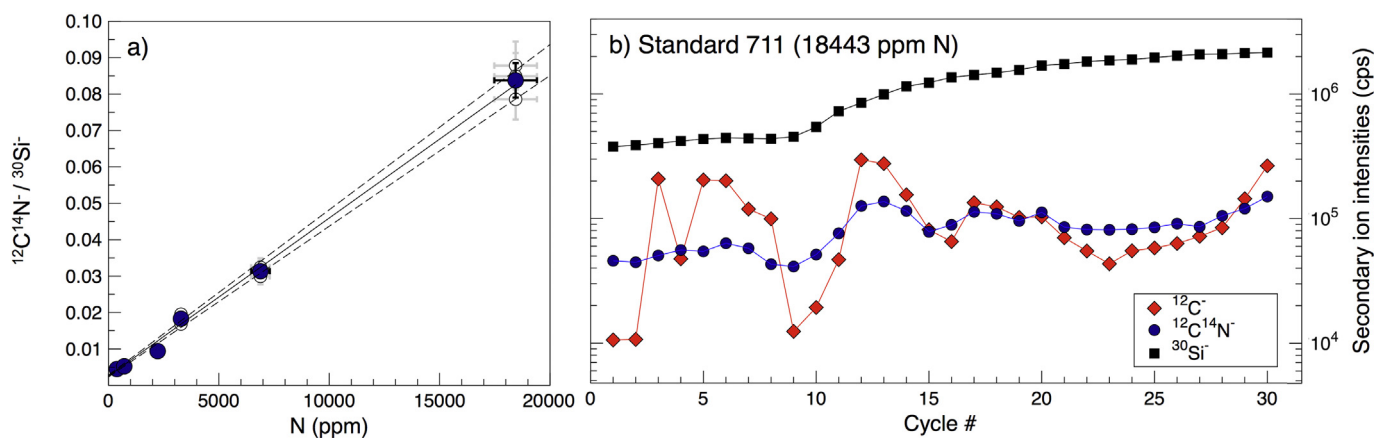 a)
0.10
0.09
0.08
0.07
0.06
0.05
0.04
0.03
0.02
0.01
¹²C¹⁴N⁻ / ³⁰Si⁻
0 5000 10000 15000 20000
N (ppm)
b) Standard 711 (18443 ppm N)
10⁶
10⁵
10⁴
Secondary ion intensities (cps)
¹²C⁻
¹²C¹⁴N⁻
³⁰Si⁻
0 5 10 15 20 25 30
Cycle #